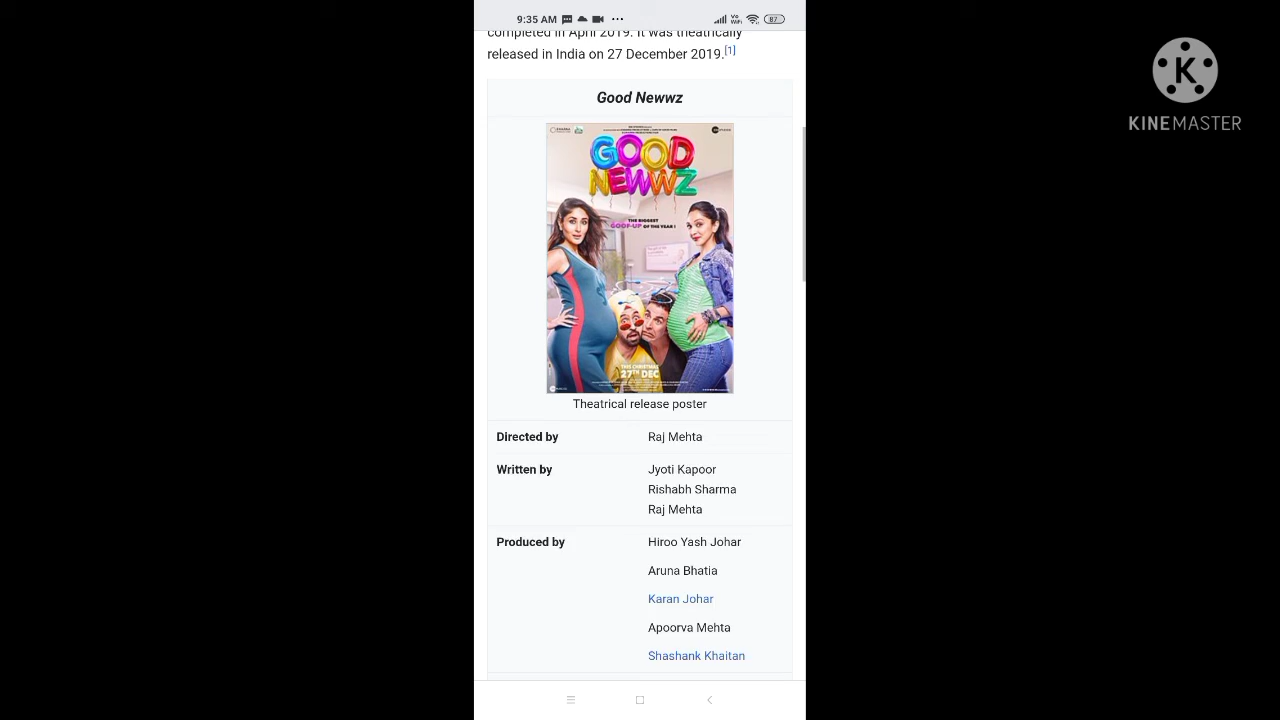 9:35 AM
Vo
WiFi
87
completed in April 2019. It was theatrically
released in India on 27 December 2019.[1]
Good Newwz
GOOD
NEWWZ
THE BIGGEST
GOOF-UP OF THE YEAR !
THIS CHRISTMAS
27TH DEC
Theatrical release poster
Directed by
Raj Mehta
Written by
Jyoti Kapoor
Rishabh Sharma
Raj Mehta
Produced by
Hiroo Yash Johar
Aruna Bhatia
Karan Johar
Apoorva Mehta
Shashank Khaitan
K
KINEMASTER